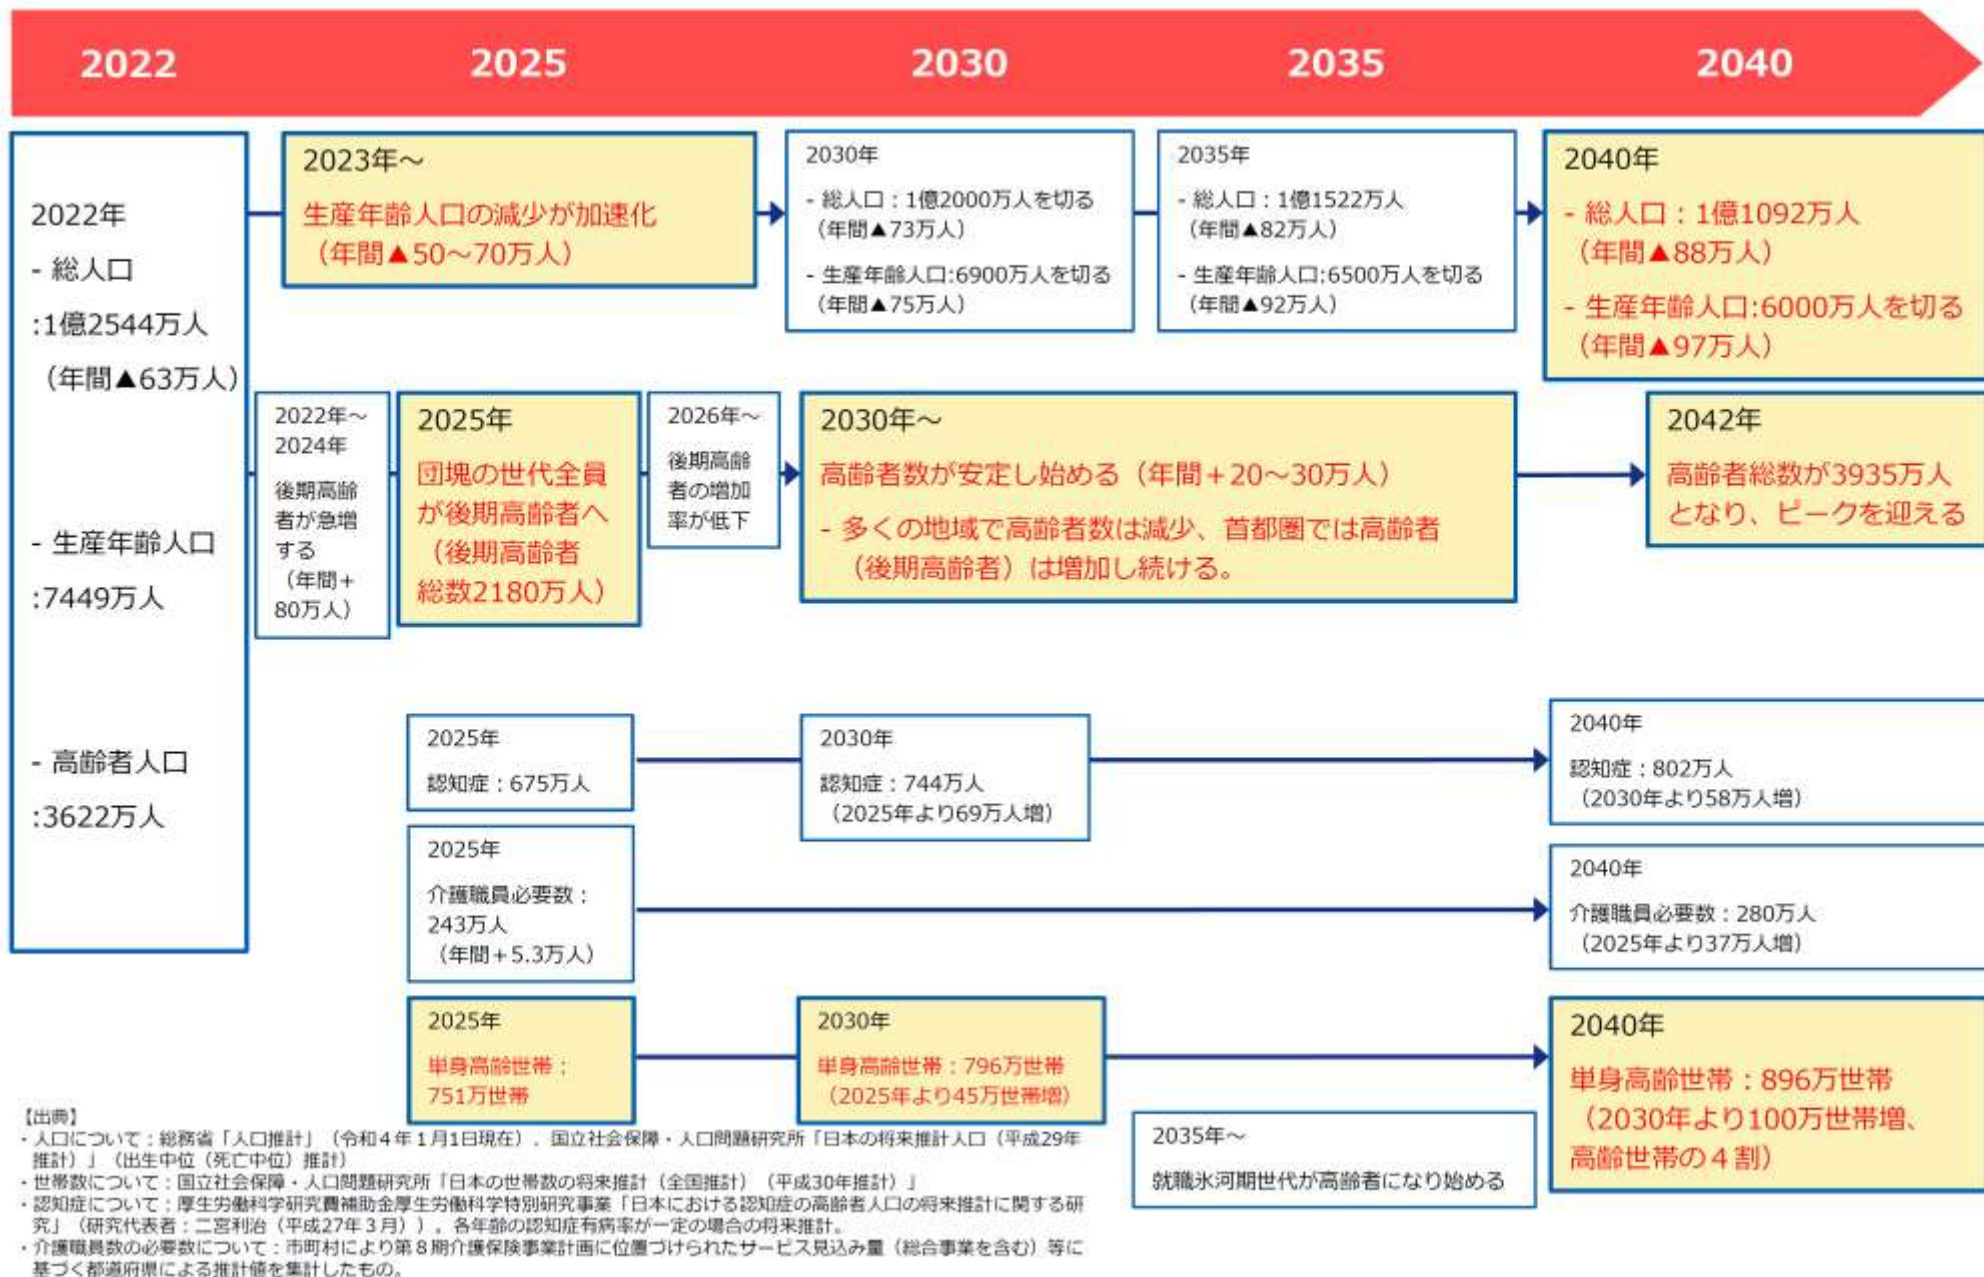 2022
2025
2030
2035
2040
2022年
- 総人口
:1億2544万人
（年間▲63万人）
- 生産年齢人口
:7449万人
- 高齢者人口
:3622万人
2023年～
生産年齢人口の減少が加速化
（年間▲50～70万人）
2030年
- 総人口：1億2000万人を切る
（年間▲73万人）
- 生産年齢人口:6900万人を切る
（年間▲75万人）
2035年
- 総人口：1億1522万人
（年間▲82万人）
- 生産年齢人口:6500万人を切る
（年間▲92万人）
2040年
- 総人口：1億1092万人
（年間▲88万人）
- 生産年齢人口:6000万人を切る
（年間▲97万人）
2022年～
2024年
後期高齢
者が急増
する
（年間＋
80万人）
2025年
団塊の世代全員
が後期高齢者へ
（後期高齢者
総数2180万人）
2026年～
後期高齢
者の増加
率が低下
2030年～
高齢者数が安定し始める（年間＋20～30万人）
- 多くの地域で高齢者数は減少、首都圏では高齢者
（後期高齢者）は増加し続ける。
2042年
高齢者総数が3935万人
となり、ピークを迎える
2025年
認知症：675万人
2030年
認知症：744万人
（2025年より69万人増）
2040年
認知症：802万人
（2030年より58万人増）
2025年
介護職員必要数：
243万人
（年間＋5.3万人）
2040年
介護職員必要数：280万人
（2025年より37万人増）
2025年
単身高齢世帯：
751万世帯
2030年
単身高齢世帯：796万世帯
（2025年より45万世帯増）
2040年
単身高齢世帯：896万世帯
（2030年より100万世帯増、
高齢世帯の４割）
2035年～
就職氷河期世代が高齢者になり始める
【出典】
・人口について：総務省「人口推計」（令和４年１月1日現在）、国立社会保障・人口問題研究所「日本の将来推計人口（平成29年
推計）」（出生中位（死亡中位）推計）
・世帯数について：国立社会保障・人口問題研究所「日本の世帯数の将来推計（全国推計）（平成30年推計）」
・認知症について：厚生労働科学研究費補助金厚生労働科学特別研究事業「日本における認知症の高齢者人口の将来推計に関する研
究」（研究代表者：二宮利治（平成27年３月））、各年齢の認知症有病率が一定の場合の将来推計。
・介護職員数の必要数について：市町村により第８期介護保険事業計画に位置づけられたサービス見込み量（総合事業を含む）等に
基づく都道府県による推計値を集計したもの。